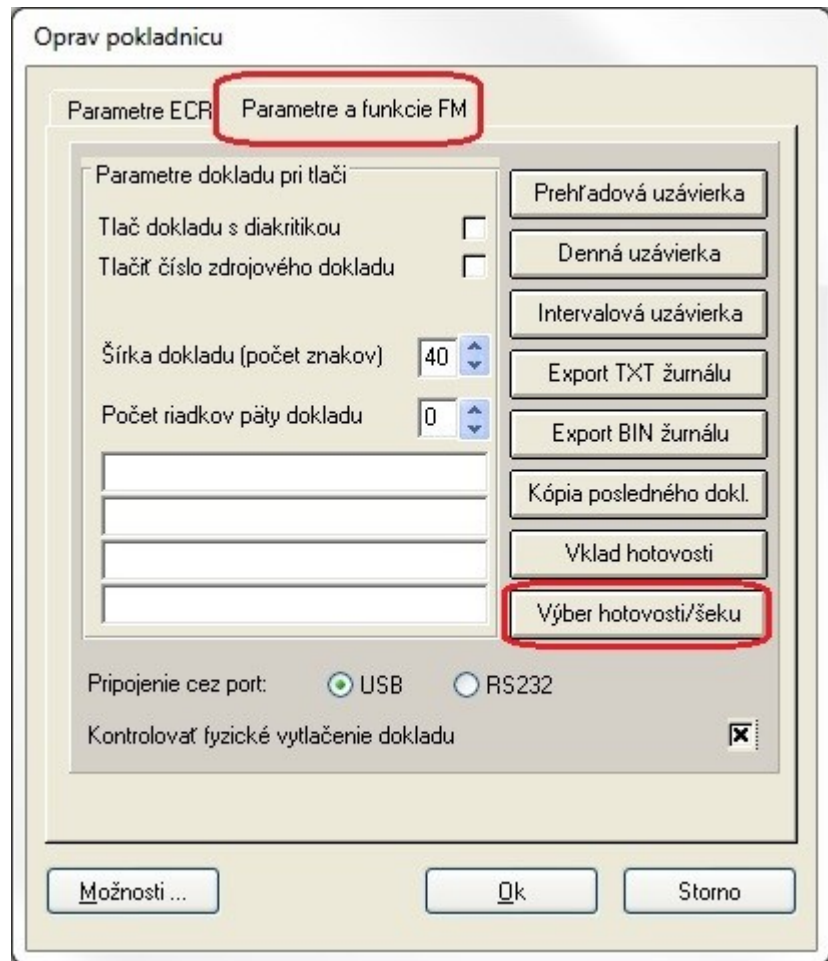 Oprav pokladnicu
Parametre ECR
Parametre a funkcie FM
Parametre dokladu pri tlači
Tlač dokladu s diakritikou
Tlačiť číslo zdrojového dokladu
Šírka dokladu (počet znakov) 40
Počet riadkov päty dokladu 0
Prehľadová uzávierka
Denná uzávierka
Intervalová uzávierka
Export TXT žurnálu
Export BIN žurnálu
Kópia posledného dokl.
Vklad hotovosti
Výber hotovosti/šeku
Pripojenie cez port: USB RS232
Kontrolovať fyzické vytlačenie dokladu
Možnosti ...
Ok
Storno